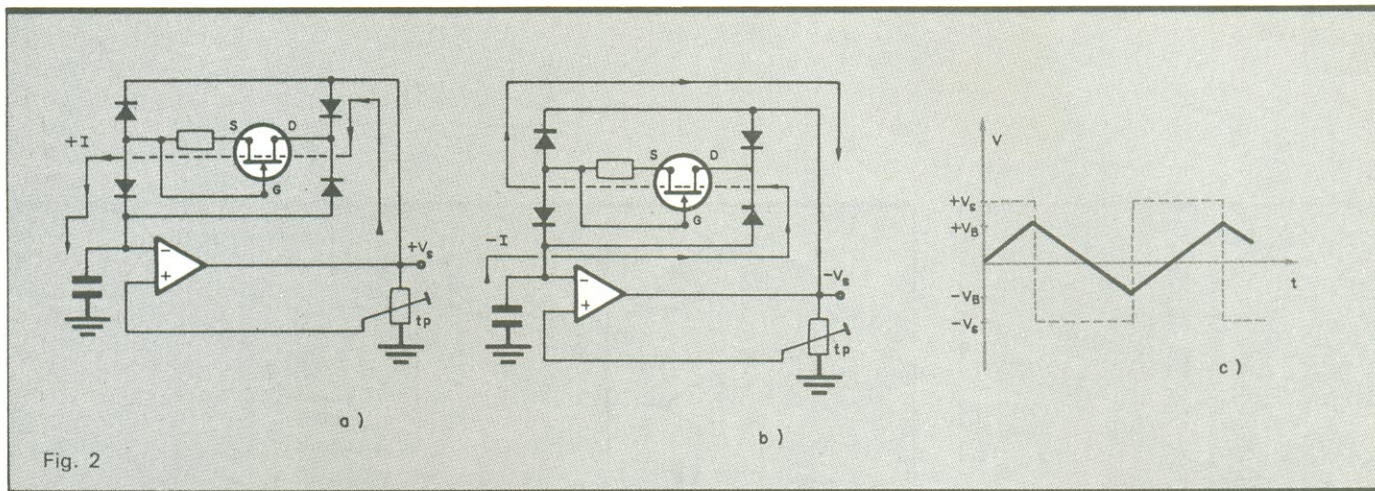 +I
S
D
G
−
+
+Vs
tp
a )
−I
S
D
G
−
+
−Vs
tp
b )
V
+Vs
+VB
−VB
−Vs
t
c )
Fig. 2